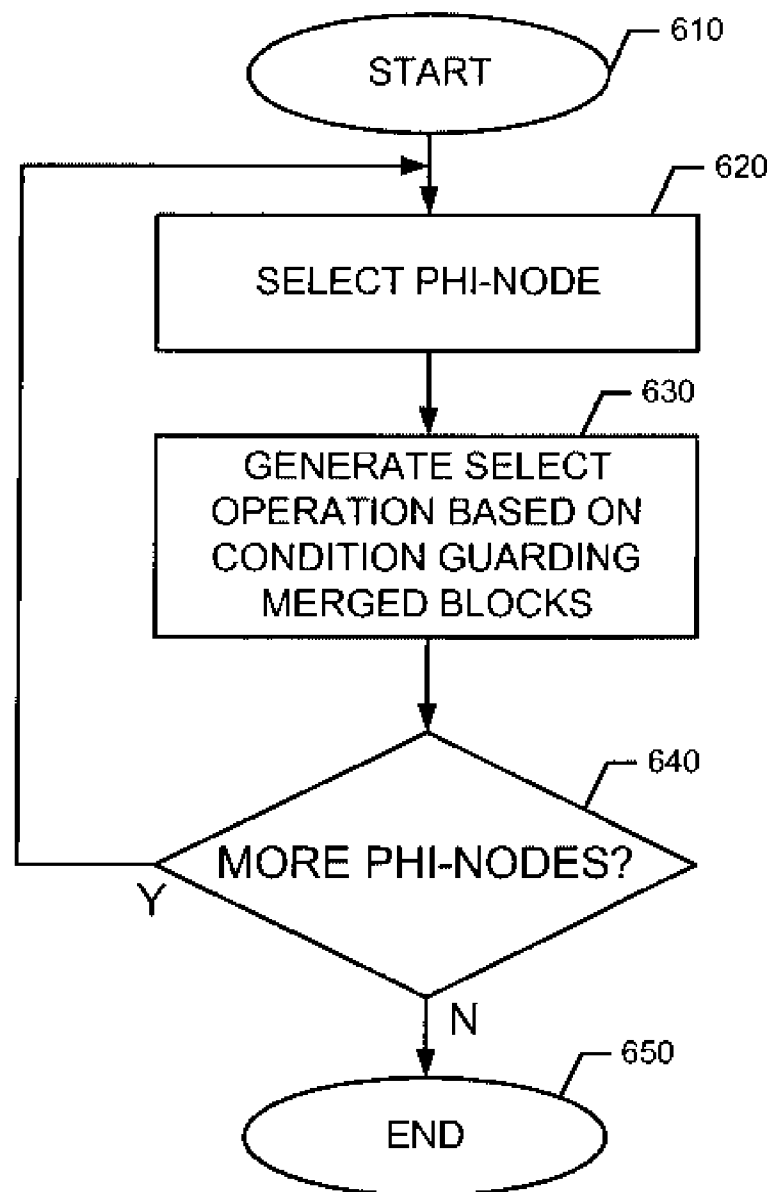 610
START
620
SELECT PHI-NODE
630
GENERATE SELECT
OPERATION BASED ON
CONDITION GUARDING
MERGED BLOCKS
640
MORE PHI-NODES?
Y
N
650
END